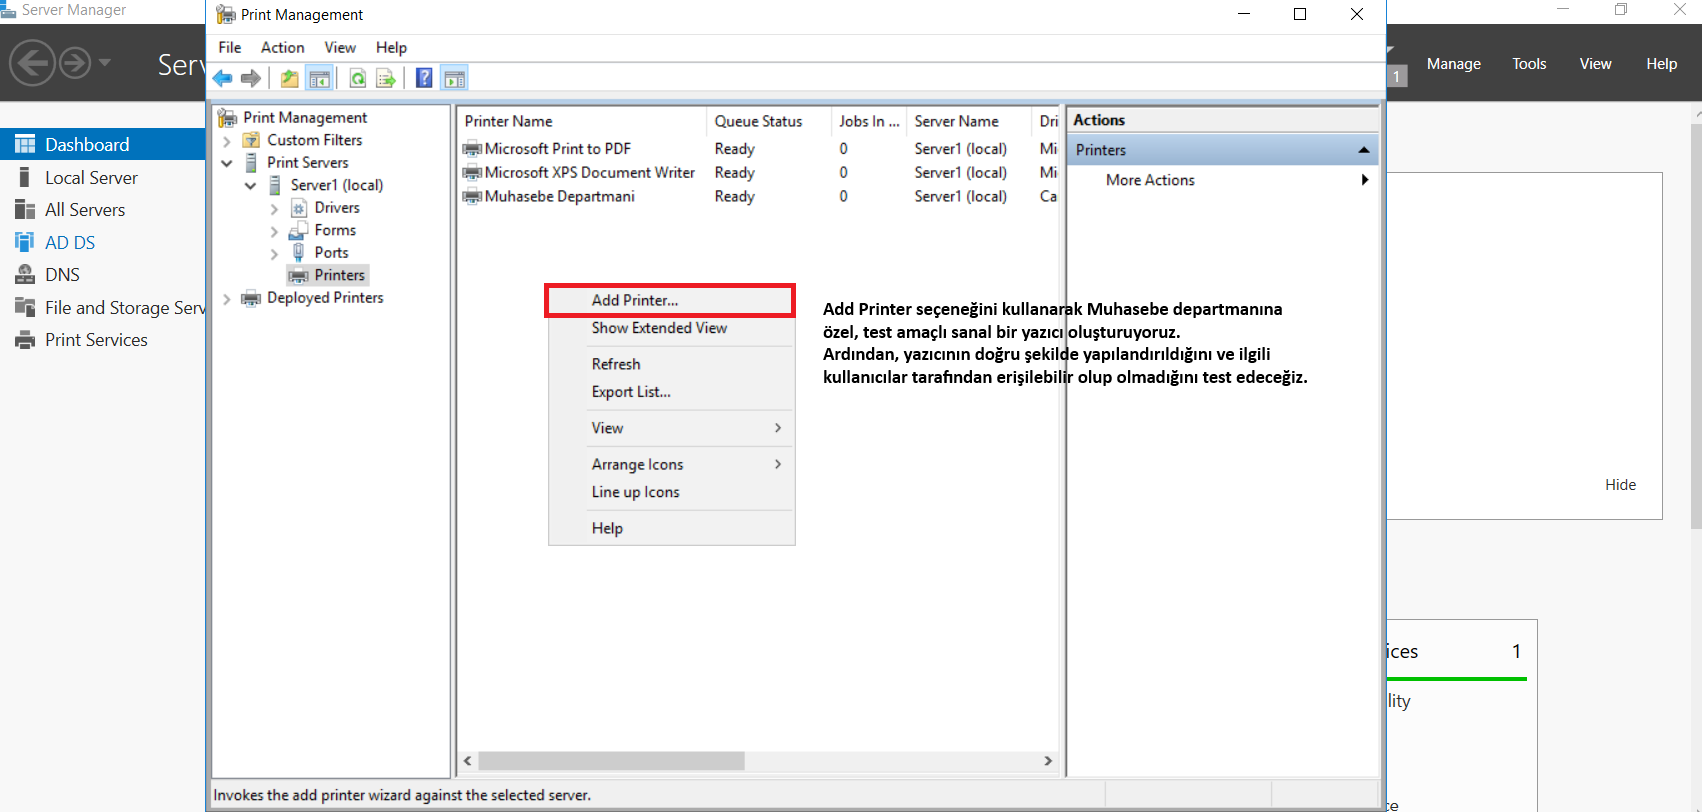 Server Manager
Serv
Manage
Tools
View
Help
1
Dashboard
Local Server
All Servers
AD DS
DNS
File and Storage Serv
Print Services
Print Management
File
Action
View
Help
Print Management
Custom Filters
Print Servers
Server1 (local)
Drivers
Forms
Ports
Printers
Deployed Printers
Printer Name Queue Status Jobs In ... Server Name Dri
Microsoft Print to PDF Ready 0 Server1 (local) Mi
Microsoft XPS Document Writer Ready 0 Server1 (local) Mi
Muhasebe Departmani Ready 0 Server1 (local) Ca
Add Printer...
Show Extended View
Refresh
Export List...
View
Arrange Icons
Line up Icons
Help
Add Printer seçeneğini kullanarak Muhasebe departmanına
özel, test amaçlı sanal bir yazıcı oluşturuyoruz.
Ardından, yazıcının doğru şekilde yapılandırıldığını ve ilgili
kullanıcılar tarafından erişilebilir olup olmadığını test edeceğiz.
Actions
Printers
More Actions
Hide
ices 1
lity
ce
Invokes the add printer wizard against the selected server.